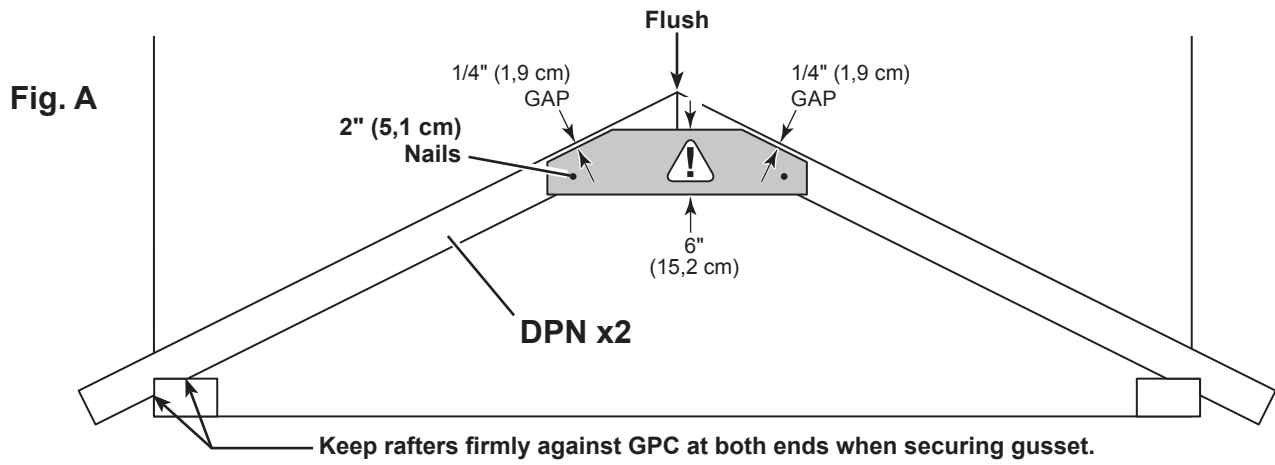 Flush
1/4" (1,9 cm)
GAP
1/4" (1,9 cm)
GAP
Fig. A
2" (5,1 cm)
Nails
!
6"
(15,2 cm)
DPN x2
Keep rafters firmly against GPC at both ends when securing gusset.